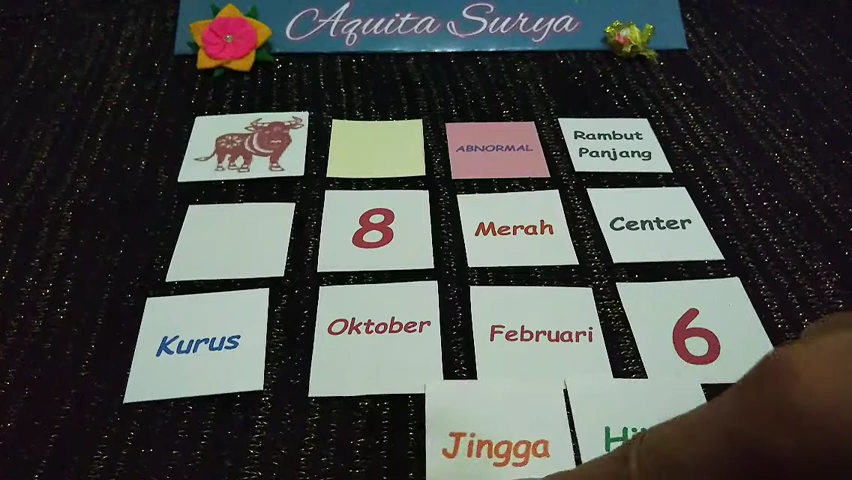 Aquita Surya
ABNORMAL
Rambut
Panjang
8
Merah
Center
Kurus
Oktober
Februari
6
Jingga